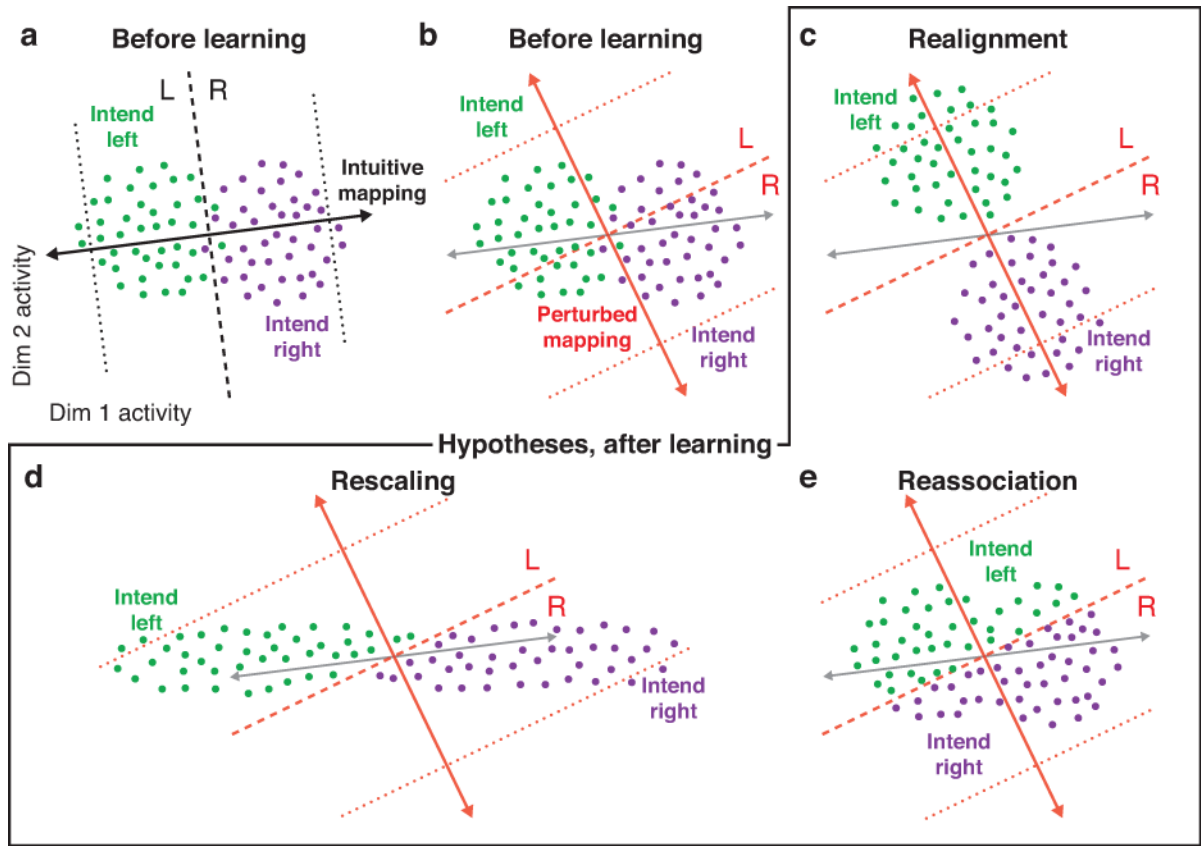 a
Before learning
L
R
Intend
left
Intuitive
mapping
Intend
right
Dim 2 activity
Dim 1 activity
b
Before learning
Intend
left
L
R
Perturbed
mapping
Intend
right
c
Realignment
Intend
left
L
R
Intend
right
Hypotheses, after learning
d
Rescaling
L
R
Intend
left
Intend
right
e
Reassociation
Intend
left
L
R
Intend
right